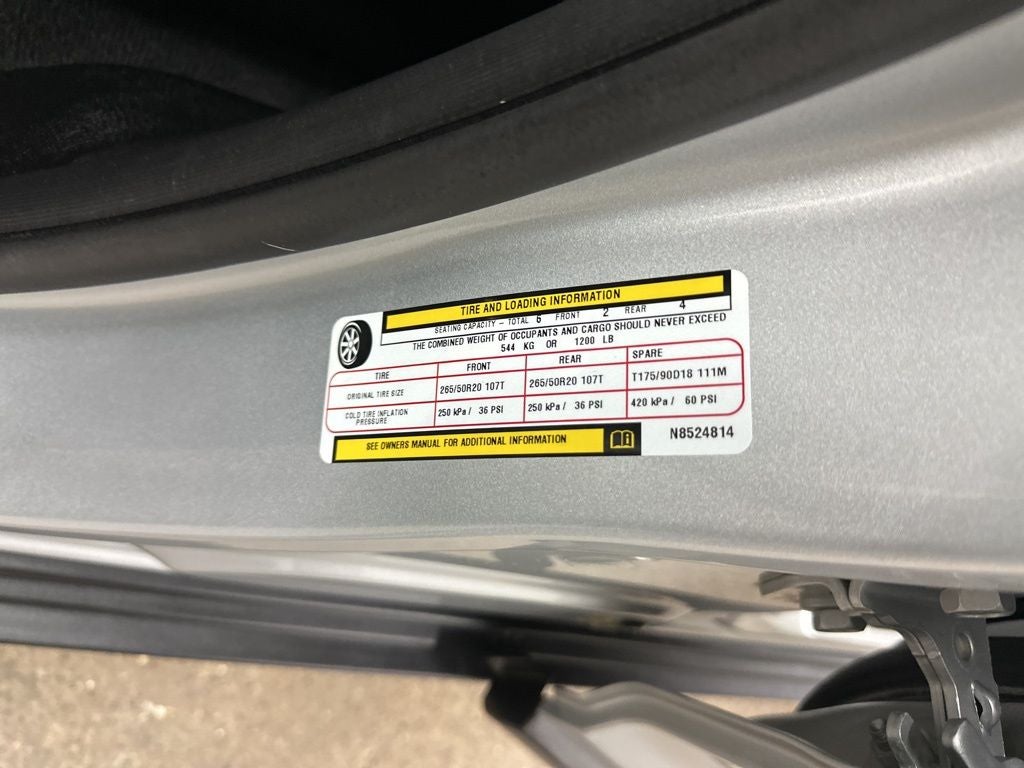 TIRE AND LOADING INFORMATION
SEATING CAPACITY - TOTAL 6 FRONT 2 REAR 4
THE COMBINED WEIGHT OF OCCUPANTS AND CARGO SHOULD NEVER EXCEED
544 KG OR 1200 LB
TIRE FRONT REAR SPARE
ORIGINAL TIRE SIZE 265/50R20 107T 265/50R20 107T T175/90D18 111M
COLD TIRE INFLATION PRESSURE 250 kPa / 36 PSI 250 kPa / 36 PSI 420 kPa / 60 PSI
SEE OWNERS MANUAL FOR ADDITIONAL INFORMATION
N8524814